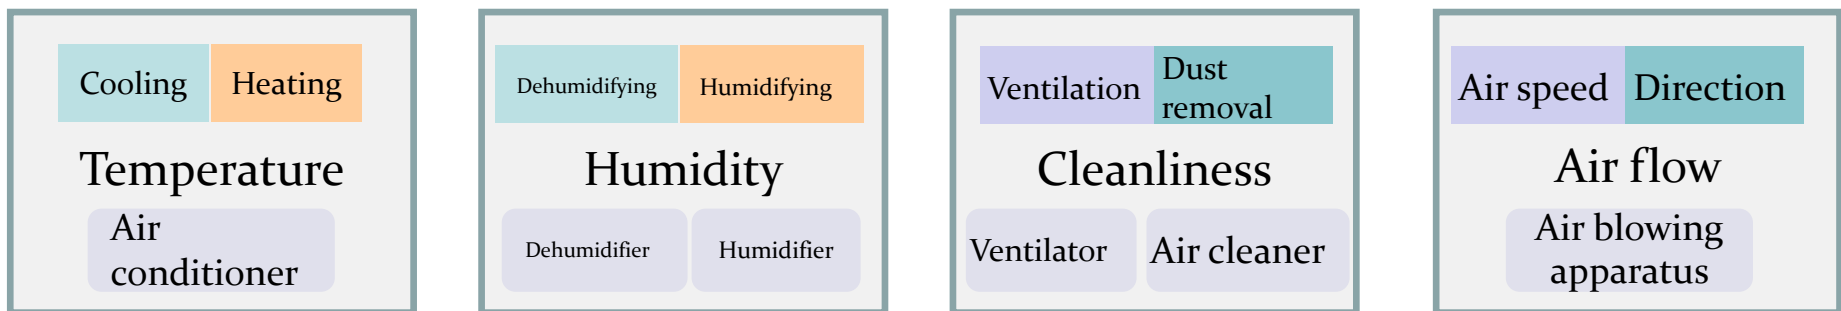 Cooling
Heating
Temperature
Air
conditioner
Dehumidifying
Humidifying
Humidity
Dehumidifier
Humidifier
Ventilation
Dust
removal
Cleanliness
Ventilator
Air cleaner
Air speed
Direction
Air flow
Air blowing
apparatus